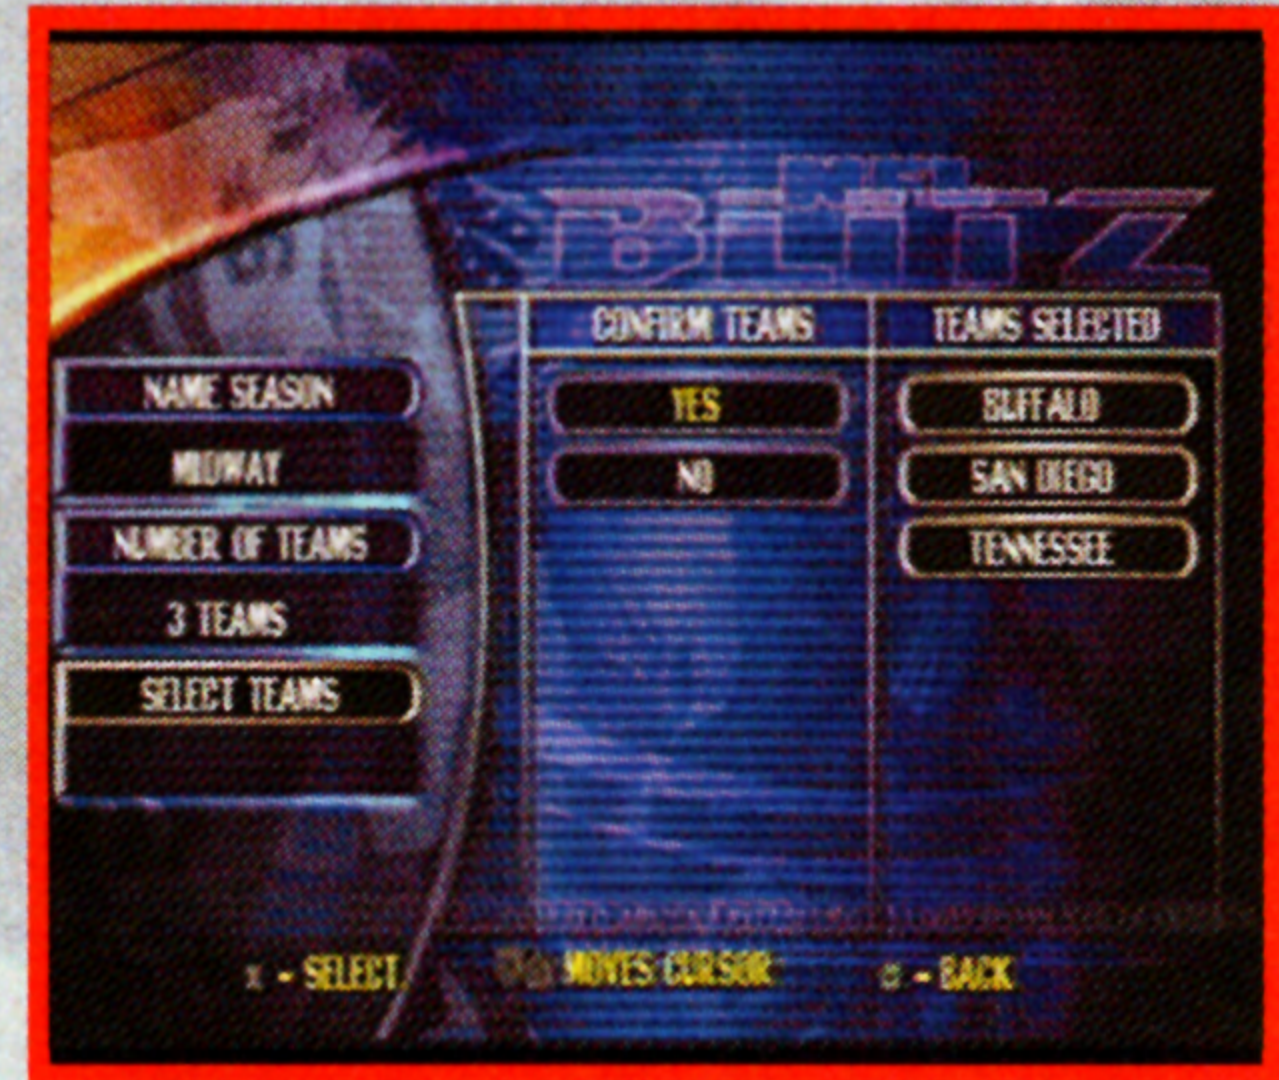 NFL
BLITZ
CONFIRM TEAMS
TEAMS SELECTED
NAME SEASON
MIDWAY
NUMBER OF TEAMS
3 TEAMS
SELECT TEAMS
YES
NO
BUFFALO
SAN DIEGO
TENNESSEE
X - SELECT
MOVES CURSOR
- BACK